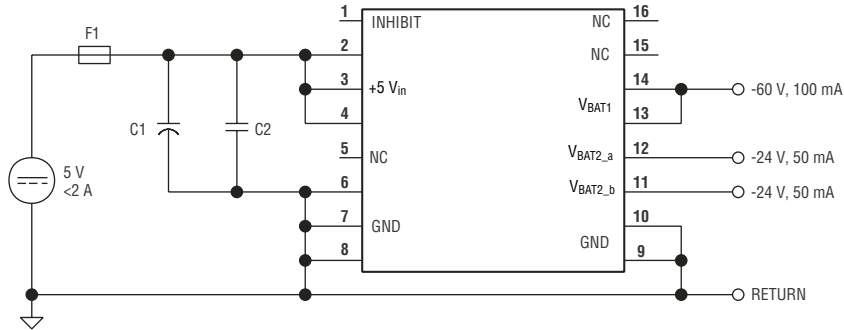 F1
C1
C2
5 V
<2 A
1
INHIBIT
2
3
+5 Vin
4
5
NC
6
7
GND
8
16
NC
15
NC
14
VBAT1
13
-60 V, 100 mA
12
VBAT2_a
-24 V, 50 mA
11
VBAT2_b
-24 V, 50 mA
10
GND
9
RETURN